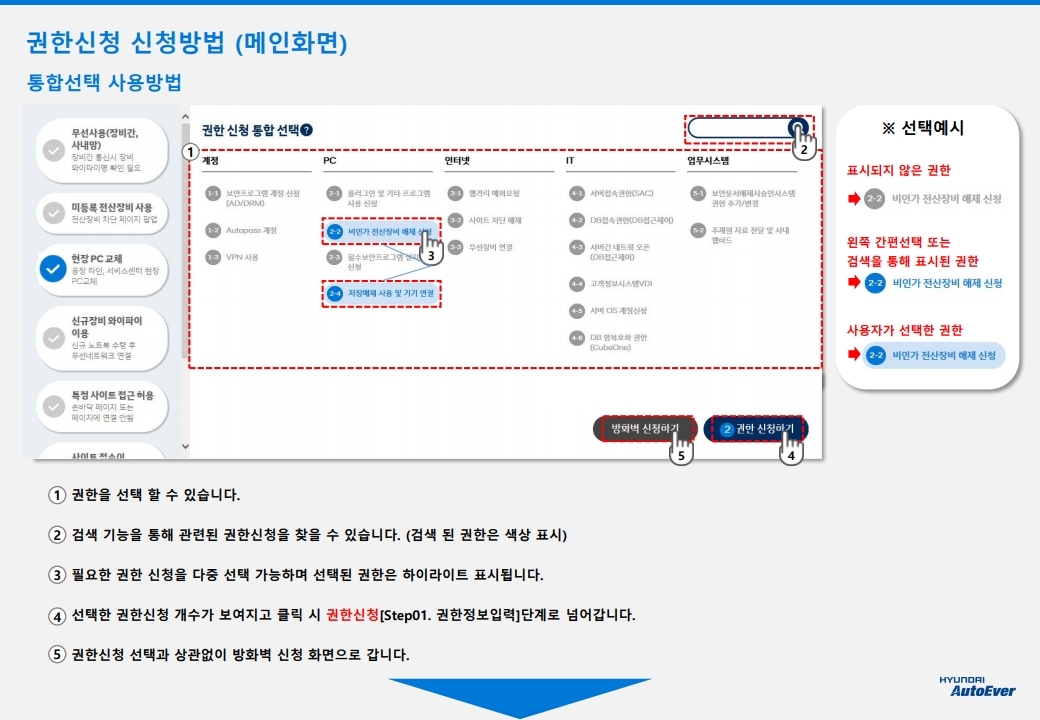 권한신청 신청방법 (메인화면)
통합선택 사용방법
무선사용(장비간,
사내망)
장비간 통신시 장비
와이파이명 확인 필요
미등록 전산장비 사용
전산장비 차단 페이지 팝업
현장 PC 교체
공장 라인, 서비스센터 현장
PC교체
신규장비 와이파이
이용
신규 노트북 수령 후
무선네트워크 연결
특정 사이트 접근 허용
손바닥 페이지 또는
페이지에 연결 안됨
사이트 접속이
권한 신청 통합 선택 ?
2
1
계정
1-1 보안프로그램 계정 신청
(AD/DRM)
1-2 Autopass 계정
1-3 VPN 사용
PC
2-1 플러그인 및 기타 프로그램
사용 신청
2-2 비인가 전산장비 매체 신청
3
2-3 필수보안프로그램 설치
신청
2-4 저장매체 사용 및 기기 연결
인터넷
3-1 웹격리 예외요청
3-2 사이트 차단 해제
3-3 무선장비 연결
IT
4-1 서버접속권한(SAC)
4-2 DB접속권한(DB접근제어)
4-3 서버간 네트워크 오픈
(DB접근제어)
4-4 고객정보시스템VDI
4-5 서버 OS 계정신청
4-6 DB 암복호화 권한
(CubeOne)
업무시스템
5-1 보안문서해제시승인시스템
권한 추가/변경
5-2 주재원 자료 전달 및 사내
웹하드
방화벽 신청하기
5
2 권한 신청하기
4
※ 선택예시
표시되지 않은 권한
2-2 비인가 전산장비 매체 신청
왼쪽 간편선택 또는
검색을 통해 표시된 권한
2-2 비인가 전산장비 매체 신청
사용자가 선택한 권한
2-2 비인가 전산장비 매체 신청
① 권한을 선택 할 수 있습니다.
② 검색 기능을 통해 관련된 권한신청을 찾을 수 있습니다. (검색 된 권한은 색상 표시)
③ 필요한 권한 신청을 다중 선택 가능하며 선택된 권한은 하이라이트 표시됩니다.
④ 선택한 권한신청 개수가 보여지고 클릭 시 권한신청[Step01. 권한정보입력]단계로 넘어갑니다.
⑤ 권한신청 선택과 상관없이 방화벽 신청 화면으로 갑니다.
HYUNDAI
AutoEver